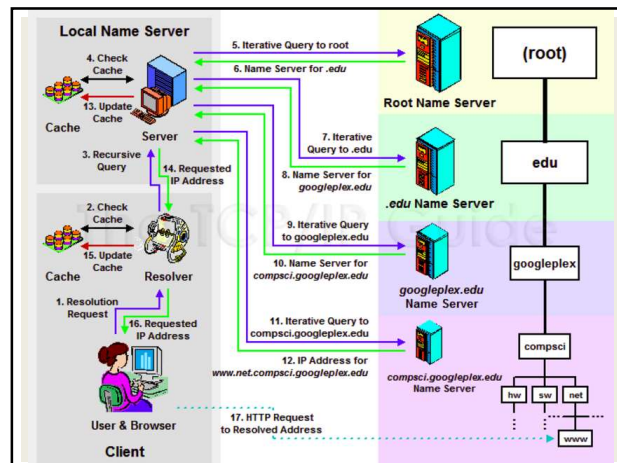 Local Name Server
4. Check
Cache
13. Update
Cache
Cache
Server
3. Recursive
Query
14. Requested
IP Address
2. Check
Cache
15. Update
Cache
Cache
Resolver
1. Resolution
Request
16. Requested
IP Address
User & Browser
Client
5. Iterative Query to root
6. Name Server for .edu
7. Iterative
Query to .edu
8. Name Server for
googleplex.edu
9. Iterative Query
to googleplex.edu
10. Name Server for
compsci.googleplex.edu
11. Iterative Query to
compsci.googleplex.edu
12. IP Address for
www.net.compsci.googleplex.edu
17. HTTP Request
to Resolved Address
Root Name Server
.edu Name Server
googleplex.edu
Name Server
compsci.googleplex.edu
Name Server
(root)
edu
googleplex
compsci
hw
sw
net
www
The TCP/IP Guide